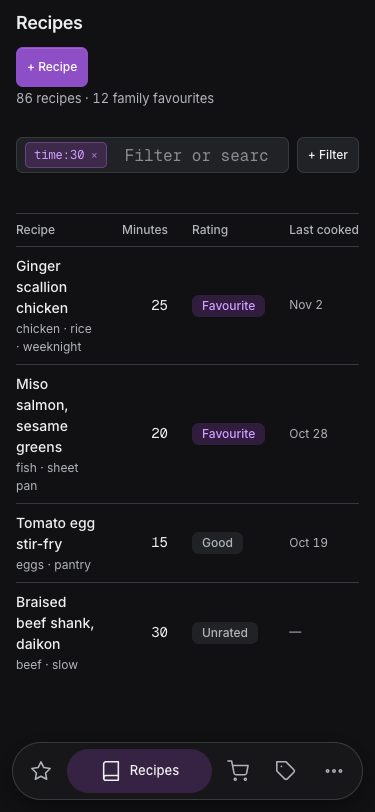 Recipes
+ Recipe
86 recipes · 12 family favourites
time:30 × Filter or searc + Filter
Recipe Minutes Rating Last cooked
Ginger
scallion
chicken
chicken · rice
· weeknight
25 Favourite Nov 2
Miso
salmon,
sesame
greens
fish · sheet
pan
20 Favourite Oct 28
Tomato egg
stir-fry
eggs · pantry
15 Good Oct 19
Braised
beef shank,
daikon
beef · slow
30 Unrated —
Recipes